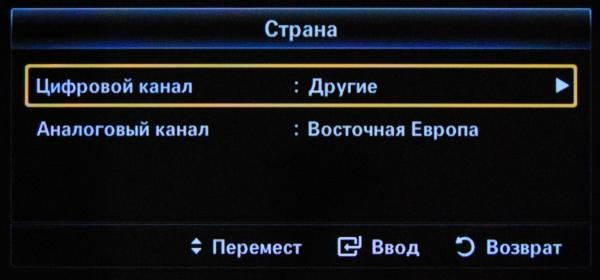 Страна
Цифровой канал : Другие
Аналоговый канал : Восточная Европа
Перемест Ввод Возврат